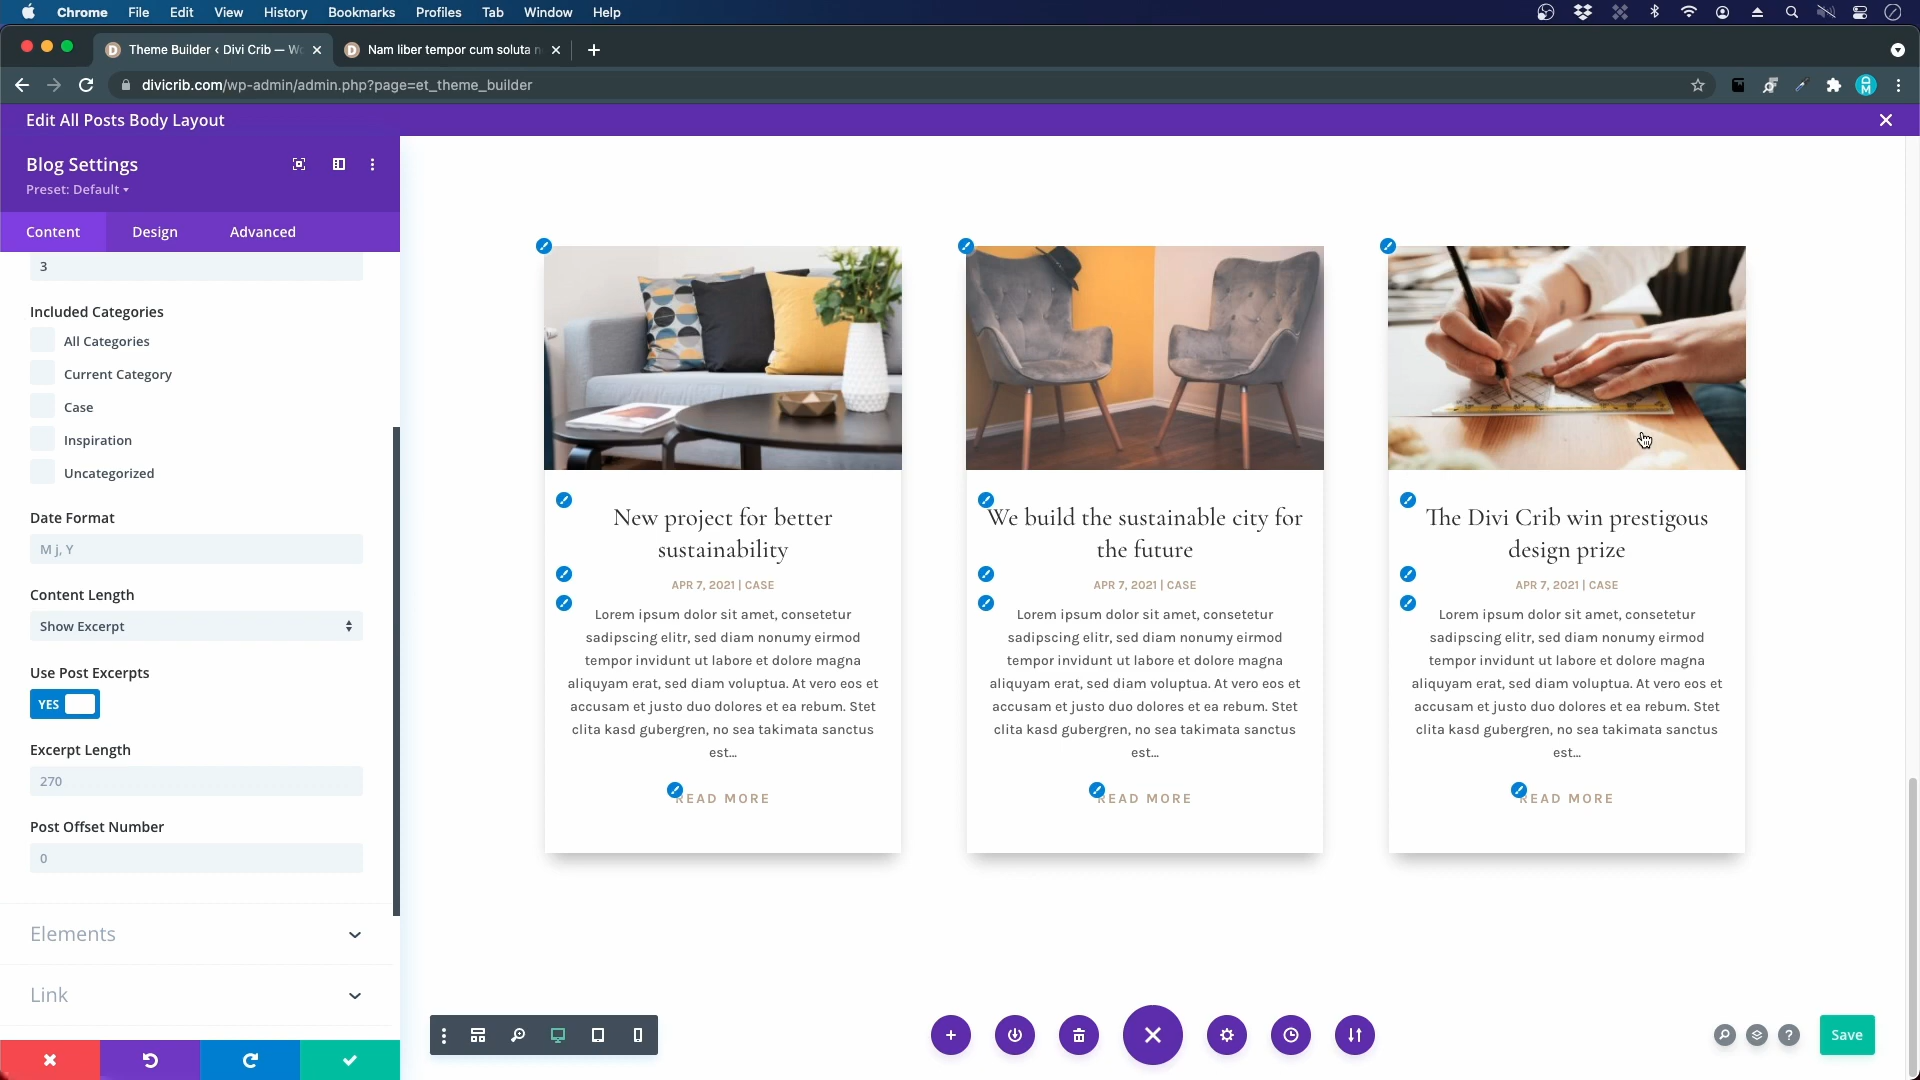 Chrome File Edit View History Bookmarks Profiles Tab Window Help
Theme Builder ‹ Divi Crib — Wo
Nam liber tempor cum soluta n
divicrib.com/wp-admin/admin.php?page=et_theme_builder
Edit All Posts Body Layout
Blog Settings
Preset: Default
Content Design Advanced
3
Included Categories
All Categories
Current Category
Case
Inspiration
Uncategorized
Date Format
M j, Y
Content Length
Show Excerpt
Use Post Excerpts
YES
Excerpt Length
270
Post Offset Number
0
Elements
Link
New project for better
sustainability
APR 7, 2021 | CASE
Lorem ipsum dolor sit amet, consetetur
sadipscing elitr, sed diam nonumy eirmod
tempor invidunt ut labore et dolore magna
aliquyam erat, sed diam voluptua. At vero eos et
accusam et justo duo dolores et ea rebum. Stet
clita kasd gubergren, no sea takimata sanctus
est...
READ MORE
We build the sustainable city for
the future
APR 7, 2021 | CASE
Lorem ipsum dolor sit amet, consetetur
sadipscing elitr, sed diam nonumy eirmod
tempor invidunt ut labore et dolore magna
aliquyam erat, sed diam voluptua. At vero eos et
accusam et justo duo dolores et ea rebum. Stet
clita kasd gubergren, no sea takimata sanctus
est...
READ MORE
The Divi Crib win prestigous
design prize
APR 7, 2021 | CASE
Lorem ipsum dolor sit amet, consetetur
sadipscing elitr, sed diam nonumy eirmod
tempor invidunt ut labore et dolore magna
aliquyam erat, sed diam voluptua. At vero eos et
accusam et justo duo dolores et ea rebum. Stet
clita kasd gubergren, no sea takimata sanctus
est...
READ MORE
Save